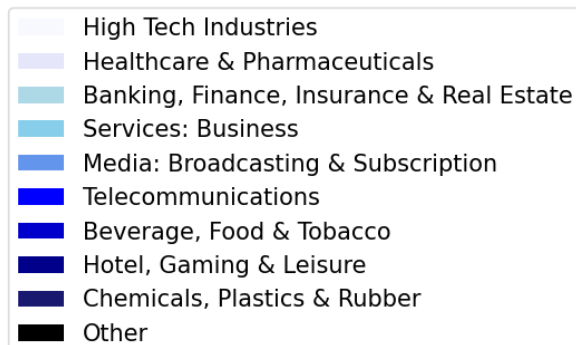 High Tech Industries
Healthcare & Pharmaceuticals
Banking, Finance, Insurance & Real Estate
Services: Business
Media: Broadcasting & Subscription
Telecommunications
Beverage, Food & Tobacco
Hotel, Gaming & Leisure
Chemicals, Plastics & Rubber
Other